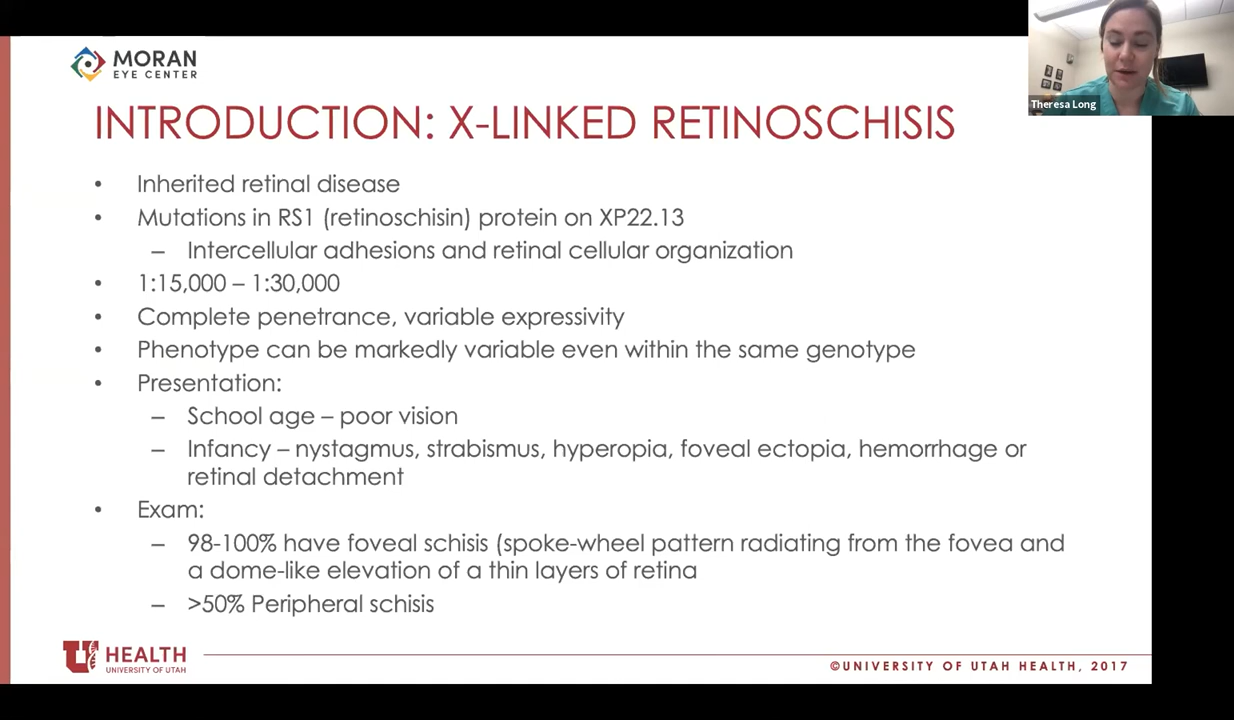 MORAN
EYE CENTER
Theresa Long
INTRODUCTION: X-LINKED RETINOSCHISIS
• Inherited retinal disease
• Mutations in RS1 (retinoschisin) protein on XP22.13
– Intercellular adhesions and retinal cellular organization
• 1:15,000 – 1:30,000
• Complete penetrance, variable expressivity
• Phenotype can be markedly variable even within the same genotype
• Presentation:
– School age – poor vision
– Infancy – nystagmus, strabismus, hyperopia, foveal ectopia, hemorrhage or
retinal detachment
• Exam:
– 98-100% have foveal schisis (spoke-wheel pattern radiating from the fovea and
a dome-like elevation of a thin layers of retina
– >50% Peripheral schisis
U HEALTH
UNIVERSITY OF UTAH
©UNIVERSITY OF UTAH HEALTH, 2017